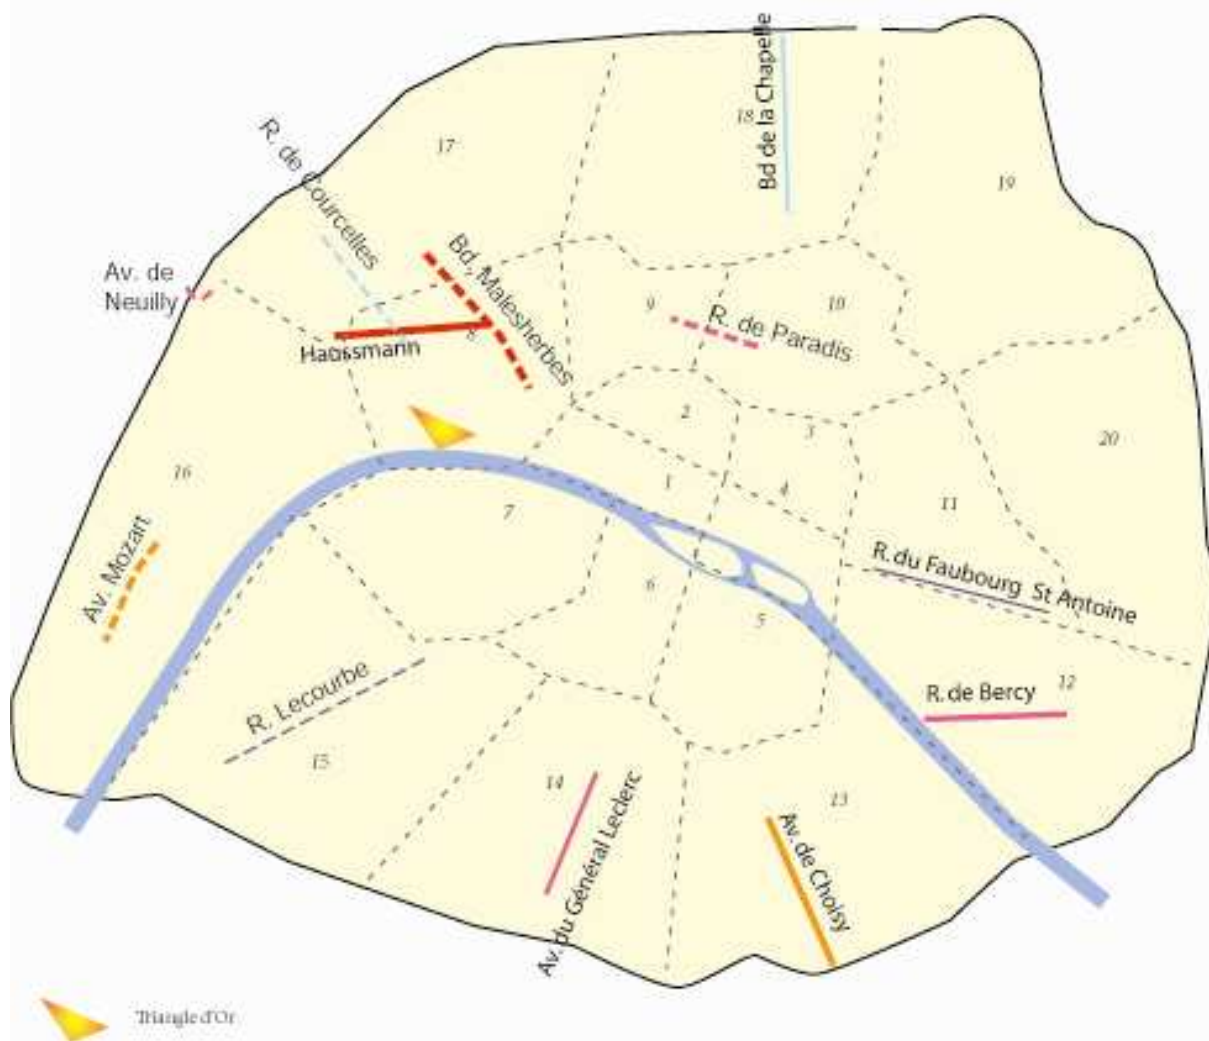 Bd de la Chapelle
18
17
R. de Courcelles
19
Av. de
Neuilly
Bd. Malesherbes
9
10
R. de Paradis
8
Haussmann
2
3
20
16
1
4
11
7
Av. Mozart
R. du Faubourg St Antoine
6
5
R. Lecourbe
12
R. de Bercy
15
14
13
Av. du Général Leclerc
Av. de Choisy
Triangle d'Or